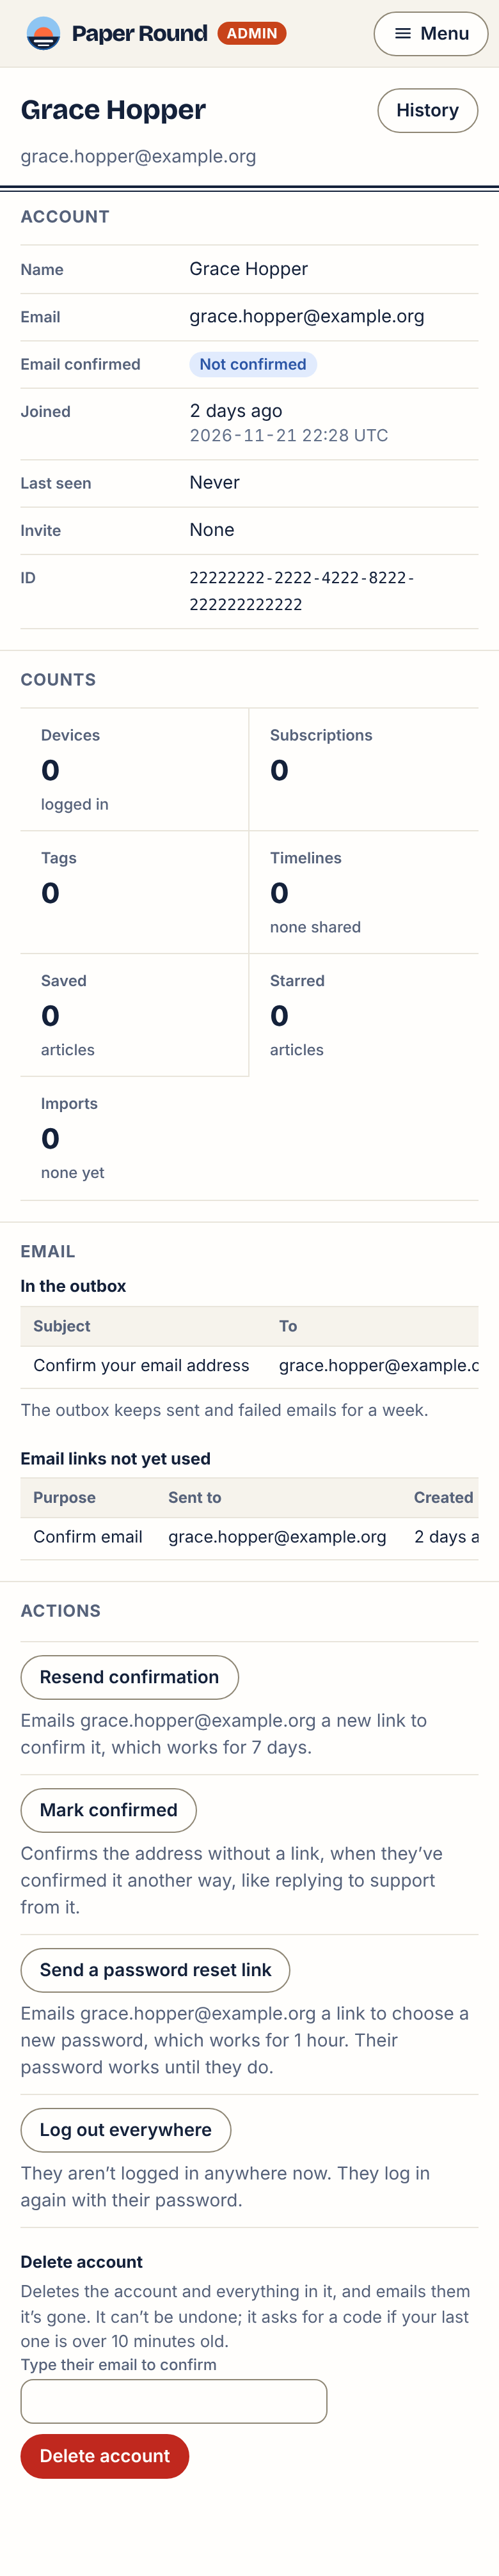 Paper Round ADMIN
Menu
Grace Hopper
History
grace.hopper@example.org
ACCOUNT
Name Grace Hopper
Email grace.hopper@example.org
Email confirmed Not confirmed
Joined 2 days ago
2026-11-21 22:28 UTC
Last seen Never
Invite None
ID 22222222-2222-4222-8222-
222222222222
COUNTS
Devices Subscriptions
0 0
logged in
Tags Timelines
0 0
none shared
Saved Starred
0 0
articles articles
Imports
0
none yet
EMAIL
In the outbox
Subject To
Confirm your email address grace.hopper@example.o
The outbox keeps sent and failed emails for a week.
Email links not yet used
Purpose Sent to Created
Confirm email grace.hopper@example.org 2 days a
ACTIONS
Resend confirmation
Emails grace.hopper@example.org a new link to
confirm it, which works for 7 days.
Mark confirmed
Confirms the address without a link, when they’ve
confirmed it another way, like replying to support
from it.
Send a password reset link
Emails grace.hopper@example.org a link to choose a
new password, which works for 1 hour. Their
password works until they do.
Log out everywhere
They aren’t logged in anywhere now. They log in
again with their password.
Delete account
Deletes the account and everything in it, and emails them
it’s gone. It can’t be undone; it asks for a code if your last
one is over 10 minutes old.
Type their email to confirm
Delete account